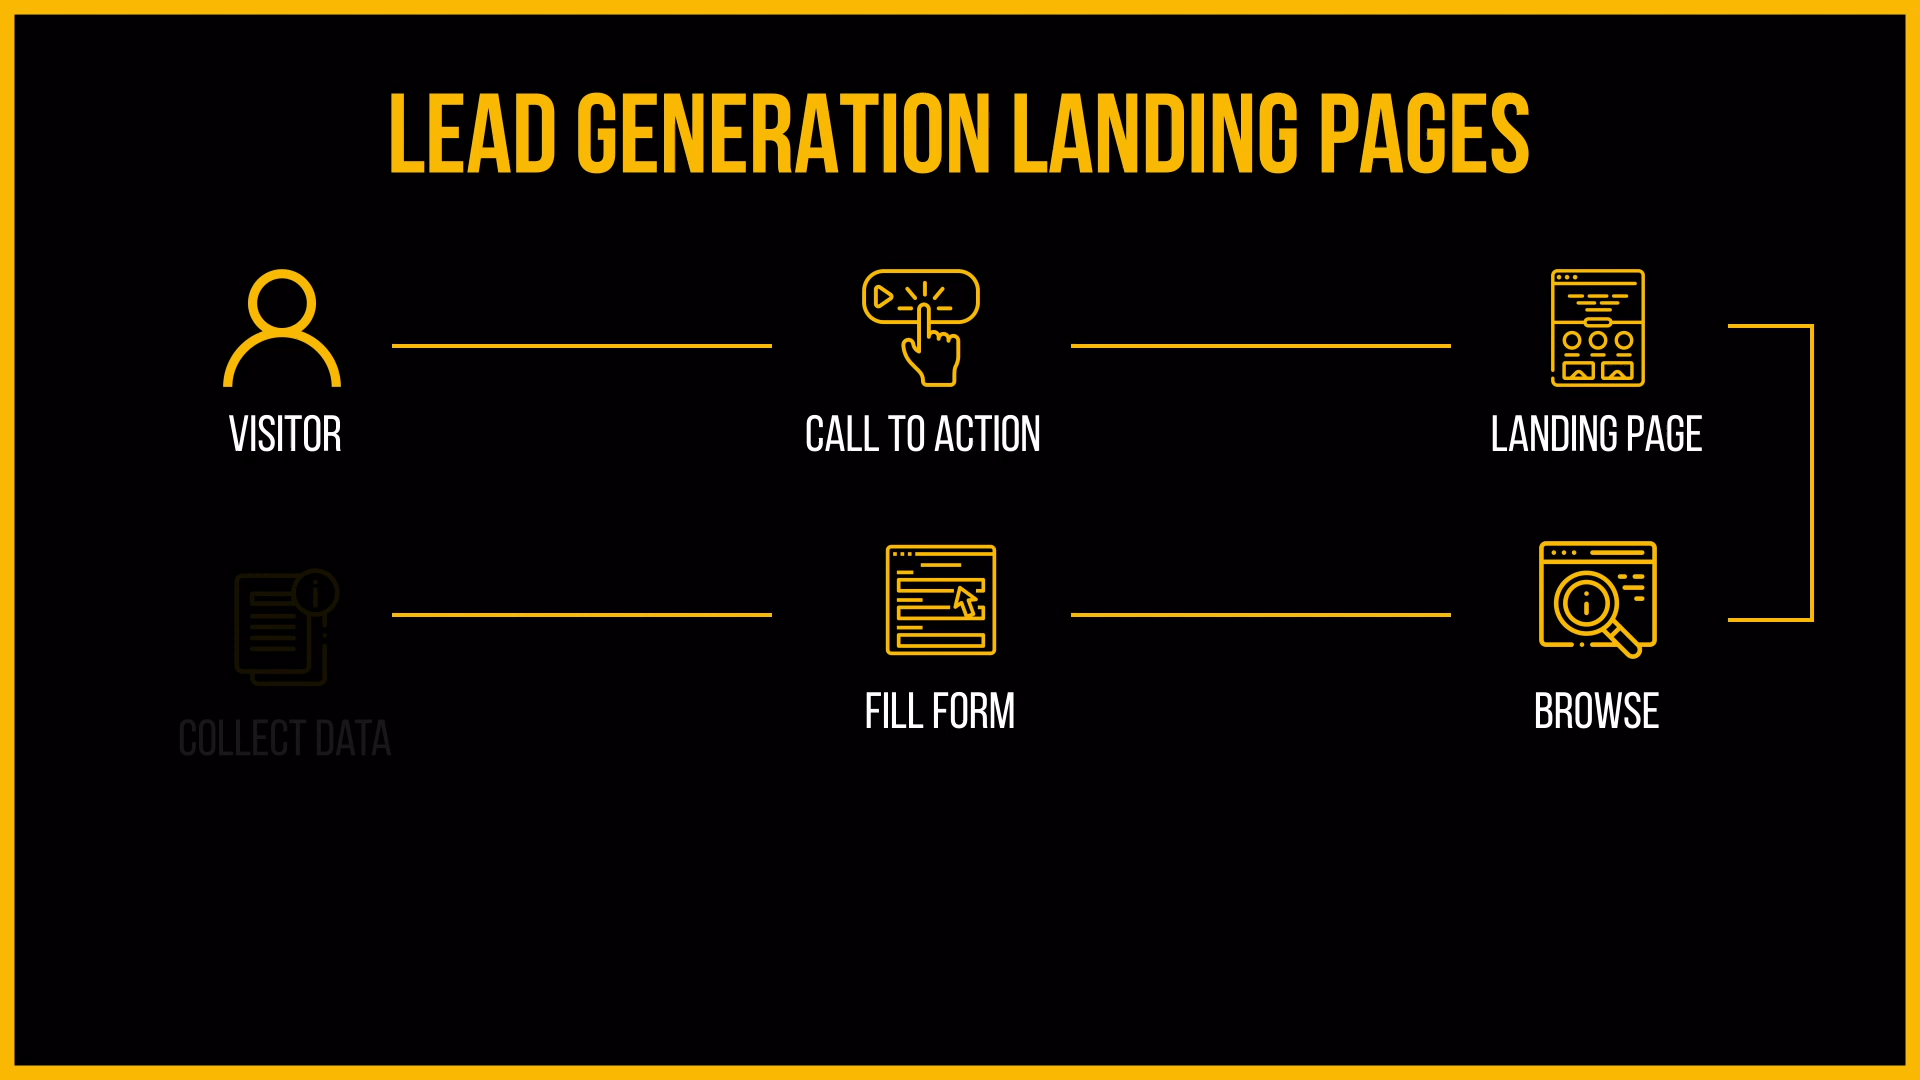 LEAD GENERATION LANDING PAGES
VISITOR
CALL TO ACTION
LANDING PAGE
COLLECT DATA
FILL FORM
BROWSE